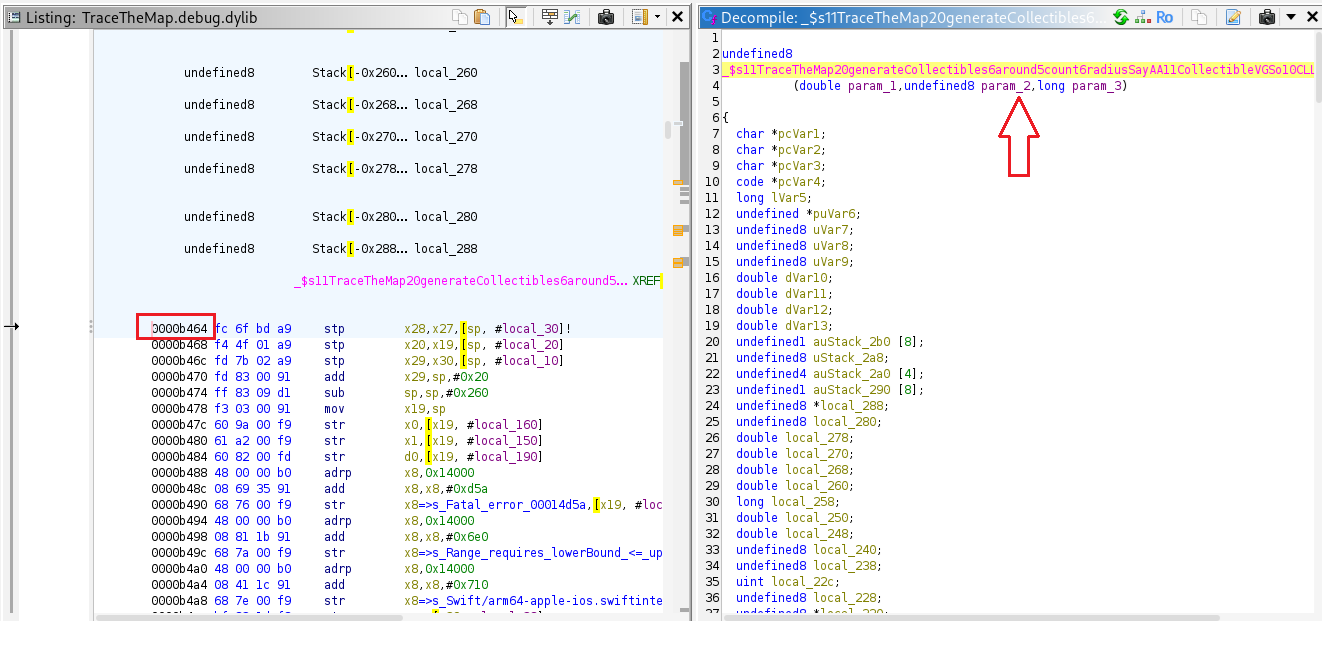 Listing: TraceTheMap.debug.dylib
undefined8 Stack[-0x260... local_260
undefined8 Stack[-0x268... local_268
undefined8 Stack[-0x270... local_270
undefined8 Stack[-0x278... local_278
undefined8 Stack[-0x280... local_280
undefined8 Stack[-0x288... local_288
_$s11TraceTheMap20generateCollectibles6around5... XREF
0000b464 fc 6f bd a9 stp x28,x27,[sp, #local_30]!
0000b468 f4 4f 01 a9 stp x20,x19,[sp, #local_20]
0000b46c fd 7b 02 a9 stp x29,x30,[sp, #local_10]
0000b470 fd 83 00 91 add x29,sp,#0x20
0000b474 ff 83 09 d1 sub sp,sp,#0x260
0000b478 f3 03 00 91 mov x19,sp
0000b47c 60 9a 00 f9 str x0,[x19, #local_160]
0000b480 61 a2 00 f9 str x1,[x19, #local_150]
0000b484 60 82 00 fd str d0,[x19, #local_190]
0000b488 48 00 00 b0 adrp x8,0x14000
0000b48c 08 69 35 91 add x8,x8,#0xd5a
0000b490 68 76 00 f9 str x8=>s_Fatal_error_00014d5a,[x19, #loc
0000b494 48 00 00 b0 adrp x8,0x14000
0000b498 08 81 1b 91 add x8,x8,#0x6e0
0000b49c 68 7a 00 f9 str x8=>s_Range_requires_lowerBound_<=_up
0000b4a0 48 00 00 b0 adrp x8,0x14000
0000b4a4 08 41 1c 91 add x8,x8,#0x710
0000b4a8 68 7e 00 f9 str x8=>s_Swift/arm64-apple-ios.swiftinte
Decompile: _$s11TraceTheMap20generateCollectibles6...
1
2 undefined8
3 _$s11TraceTheMap20generateCollectibles6around5count6radiusSayAA11CollectibleVGSo10CLL
4 (double param_1,undefined8 param_2,long param_3)
5
6 {
7 char *pcVar1;
8 char *pcVar2;
9 char *pcVar3;
10 code *pcVar4;
11 long lVar5;
12 undefined *puVar6;
13 undefined8 uVar7;
14 undefined8 uVar8;
15 undefined8 uVar9;
16 double dVar10;
17 double dVar11;
18 double dVar12;
19 double dVar13;
20 undefined1 auStack_2b0 [8];
21 undefined8 uStack_2a8;
22 undefined4 auStack_2a0 [4];
23 undefined1 auStack_290 [8];
24 undefined8 *local_288;
25 undefined8 local_280;
26 double local_278;
27 double local_270;
28 double local_268;
29 double local_260;
30 long local_258;
31 double local_250;
32 double local_248;
33 undefined8 local_240;
34 undefined8 local_238;
35 uint local_22c;
36 undefined8 local_228;
37 undefined8 *local_220;